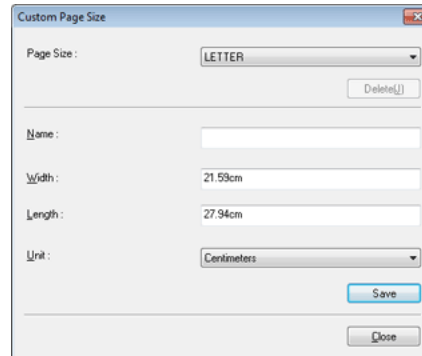 Custom Page Size
Page Size :
LETTER
Delete(J)
Name :
Width :
21.59cm
Length :
27.94cm
Unit :
Centimeters
Save
Close